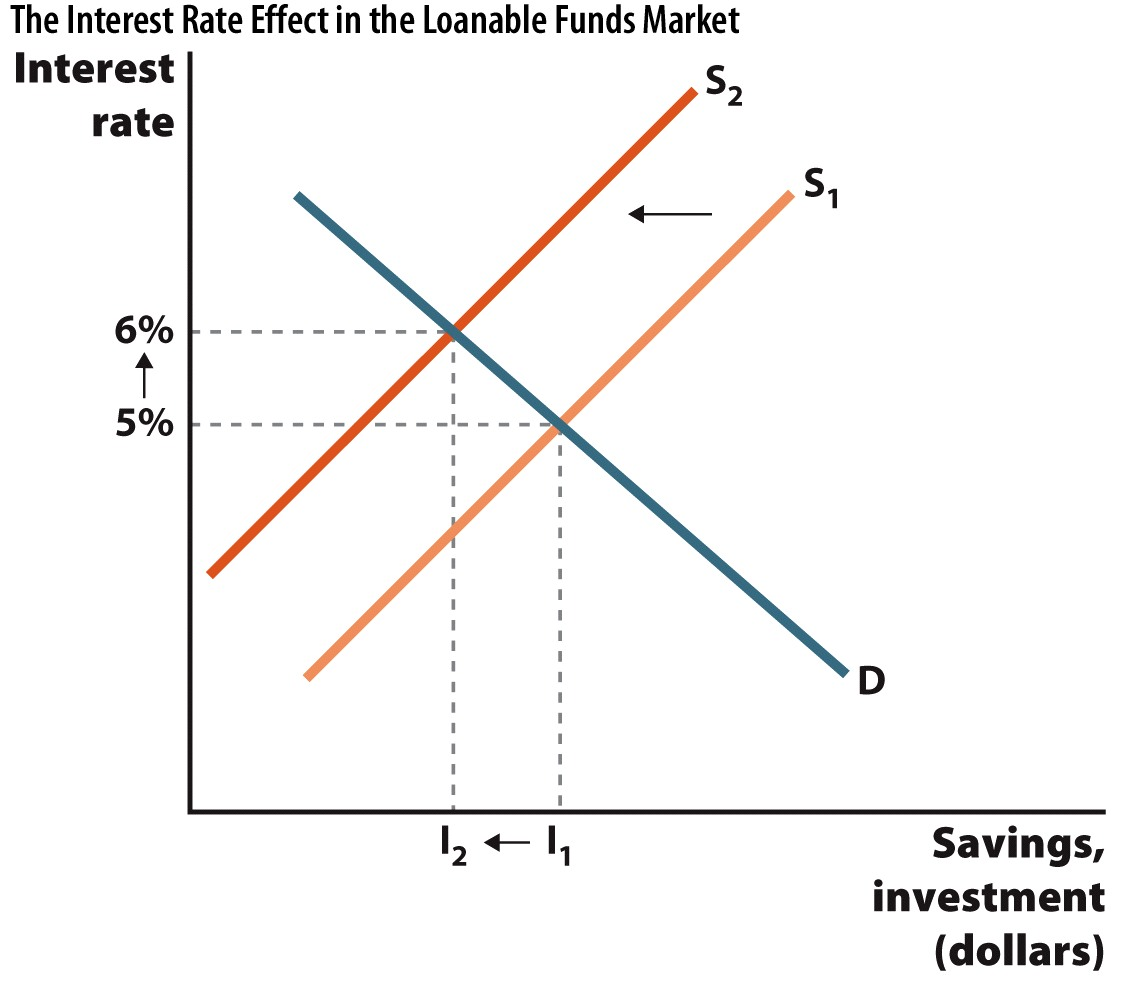 The Interest Rate Effect in the Loanable Funds Market
Interest
rate
S₂
S₁
6%
5%
D
I₂
I₁
Savings,
investment
(dollars)